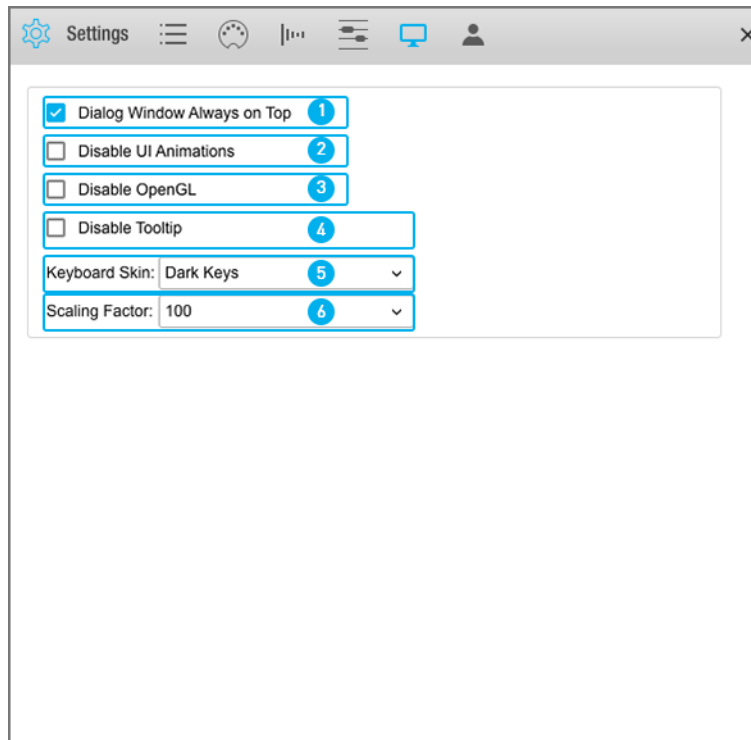 Settings
Dialog Window Always on Top 1
Disable UI Animations 2
Disable OpenGL 3
Disable Tooltip 4
Keyboard Skin: Dark Keys 5
Scaling Factor: 100 6